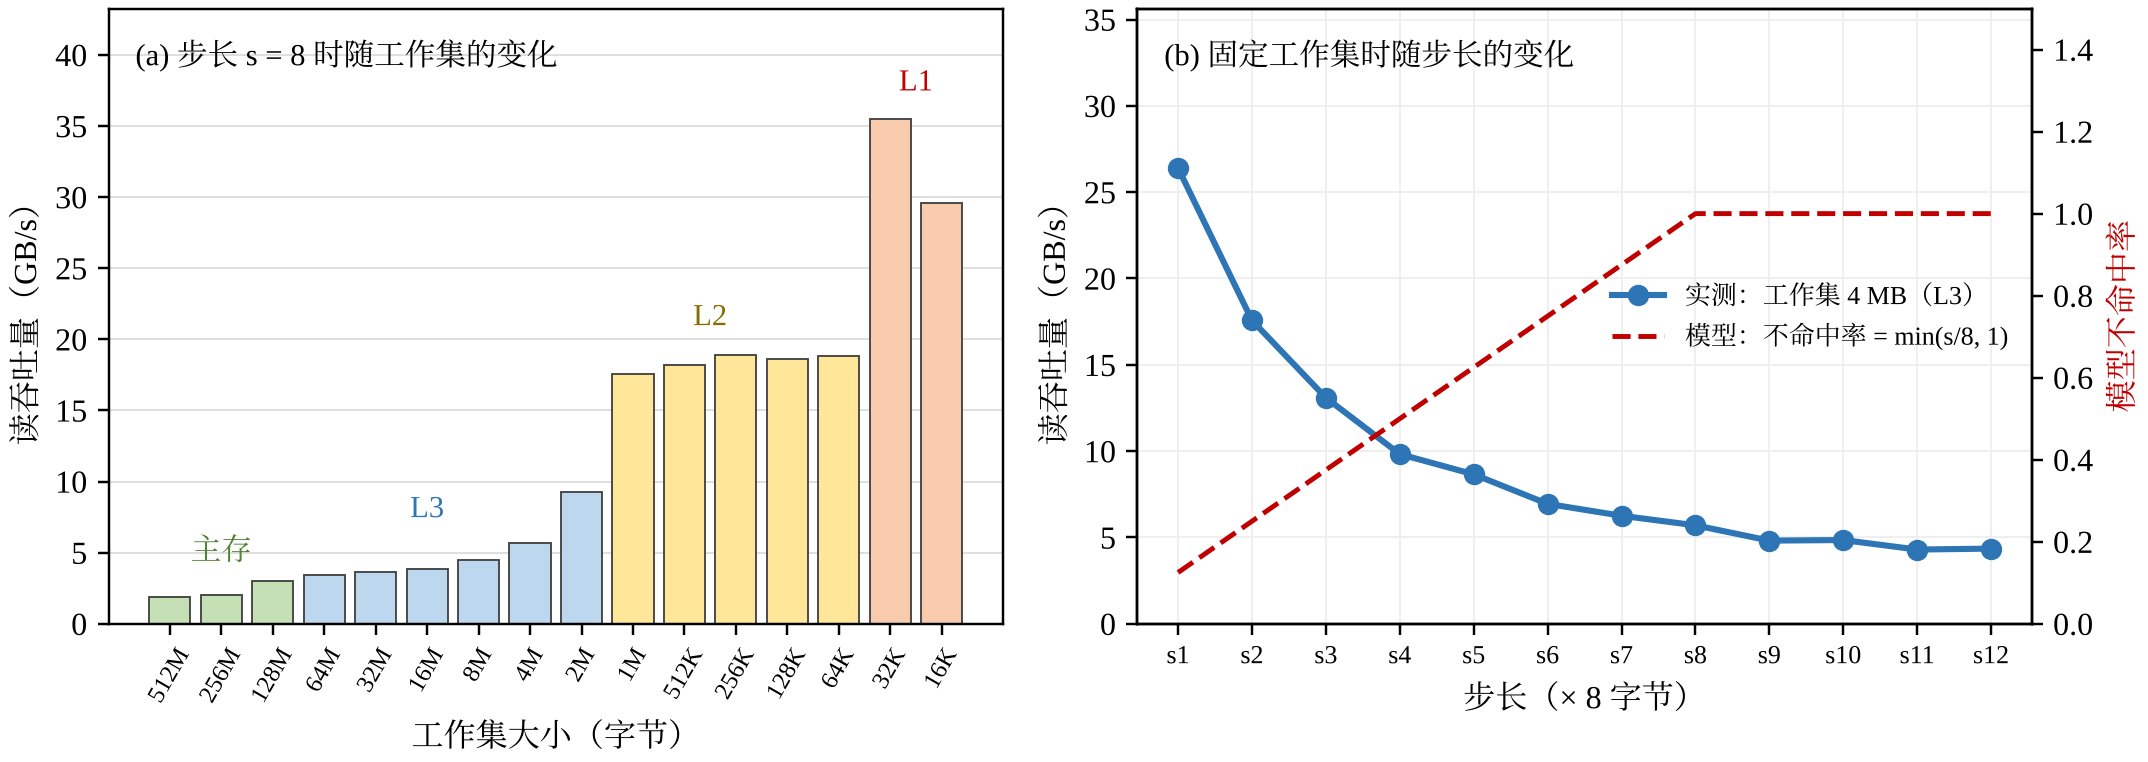 (a) 步长 s = 8 时随工作集的变化
读吞吐量（GB/s）
40
35
30
25
20
15
10
5
0
主存
L3
L2
L1
512M
256M
128M
64M
32M
16M
8M
4M
2M
1M
512K
256K
128K
64K
32K
16K
工作集大小（字节）
(b) 固定工作集时随步长的变化
读吞吐量（GB/s）
35
30
25
20
15
10
5
0
实测：工作集 4 MB（L3）
模型：不命中率 = min(s/8, 1)
1.4
1.2
1.0
0.8
0.6
0.4
0.2
0.0
模型不命中率
s1
s2
s3
s4
s5
s6
s7
s8
s9
s10
s11
s12
步长（× 8 字节）